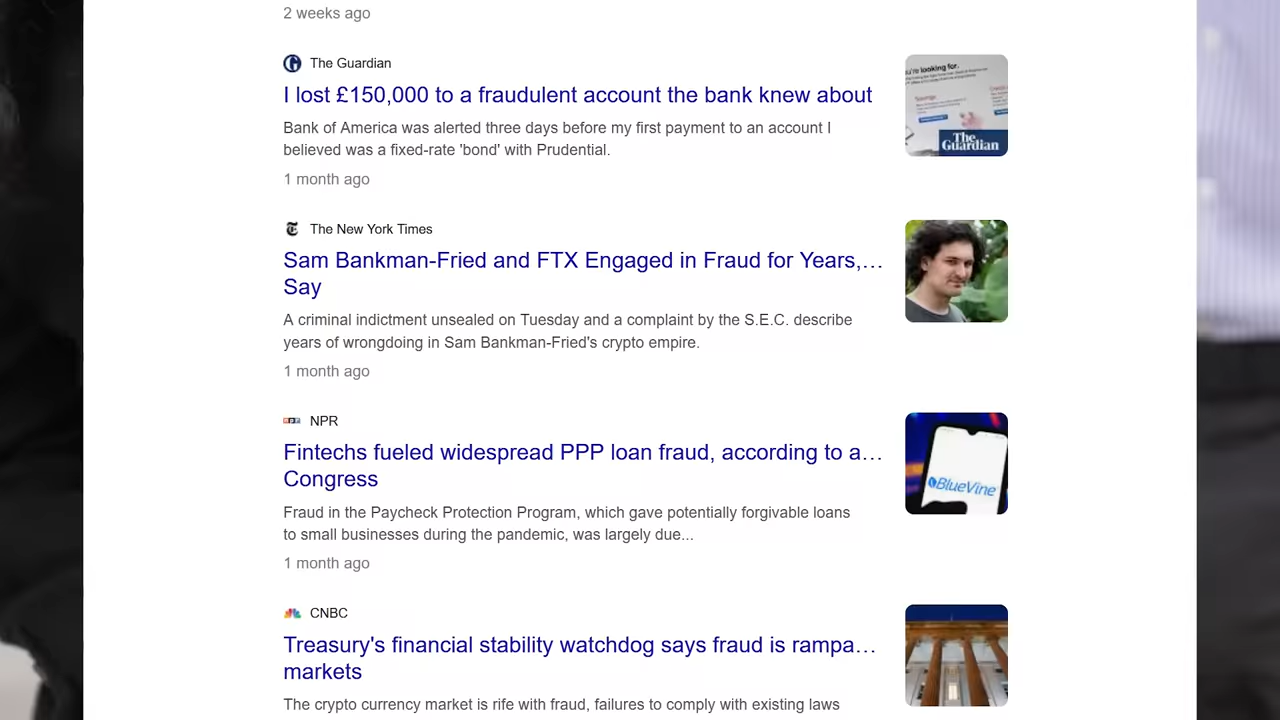 2 weeks ago
The Guardian
I lost £150,000 to a fraudulent account the bank knew about
Bank of America was alerted three days before my first payment to an account I
believed was a fixed-rate 'bond' with Prudential.
1 month ago
The Guardian
The New York Times
Sam Bankman-Fried and FTX Engaged in Fraud for Years,…
Say
A criminal indictment unsealed on Tuesday and a complaint by the S.E.C. describe
years of wrongdoing in Sam Bankman-Fried's crypto empire.
1 month ago
NPR
Fintechs fueled widespread PPP loan fraud, according to a…
Congress
Fraud in the Paycheck Protection Program, which gave potentially forgivable loans
to small businesses during the pandemic, was largely due...
1 month ago
BlueVine
CNBC
Treasury's financial stability watchdog says fraud is rampa…
markets
The crypto currency market is rife with fraud, failures to comply with existing laws